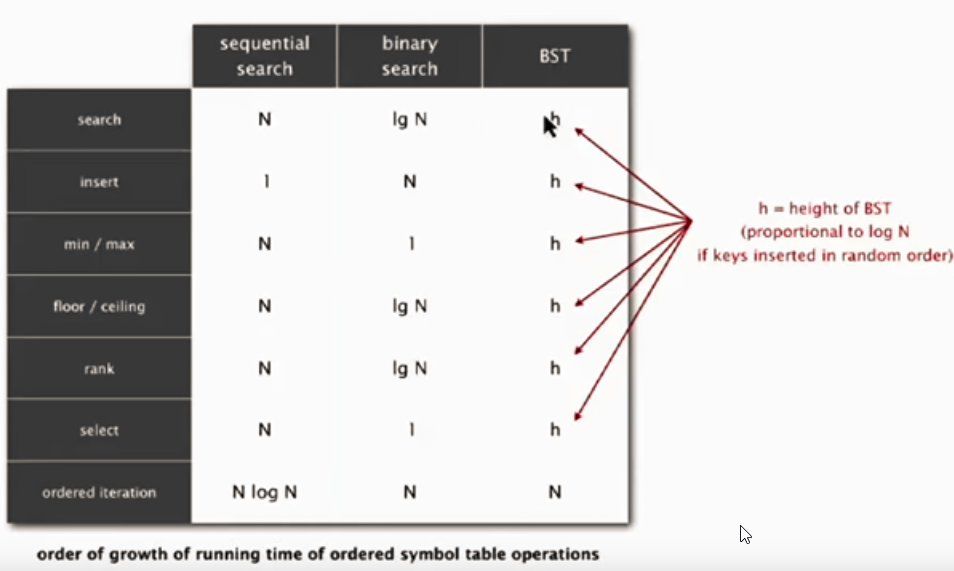 sequential search
binary search
BST
search N lg N h
insert 1 N h
min / max N 1 h
floor / ceiling N lg N h
rank N lg N h
select N 1 h
ordered iteration N log N N N
h = height of BST
(proportional to log N
if keys inserted in random order)
order of growth of running time of ordered symbol table operations